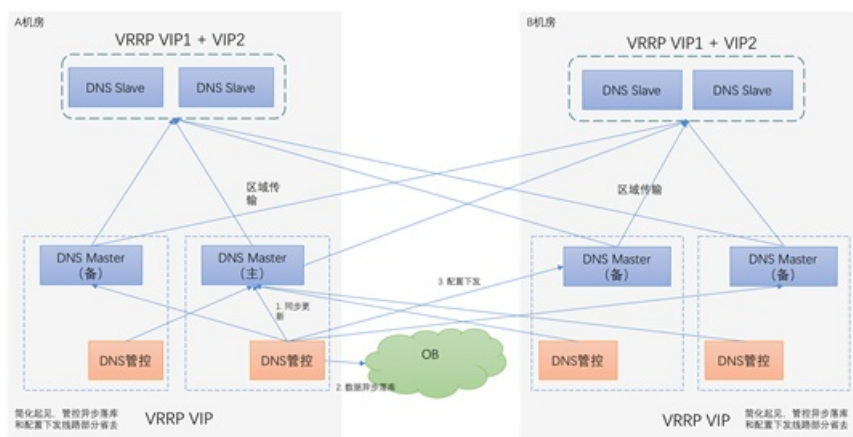 A机房
VRRP VIP1 + VIP2
DNS Slave
DNS Slave
区域传
输
DNS Master
(备)
DNS Master
(主)
1. 同步更
新
DNS管控
DNS管控
2. 数据异步落库
简化起见，管控异步落库
和配置下发线路部分省去
VRRP VIP
3. 配置下发
OB
B机房
VRRP VIP1 + VIP2
DNS Slave
DNS Slave
区域传输
DNS Master
(备)
DNS Master
(备)
DNS管控
DNS管控
VRRP VIP
简化起见，管控异步落库
和配置下发线路部分省去